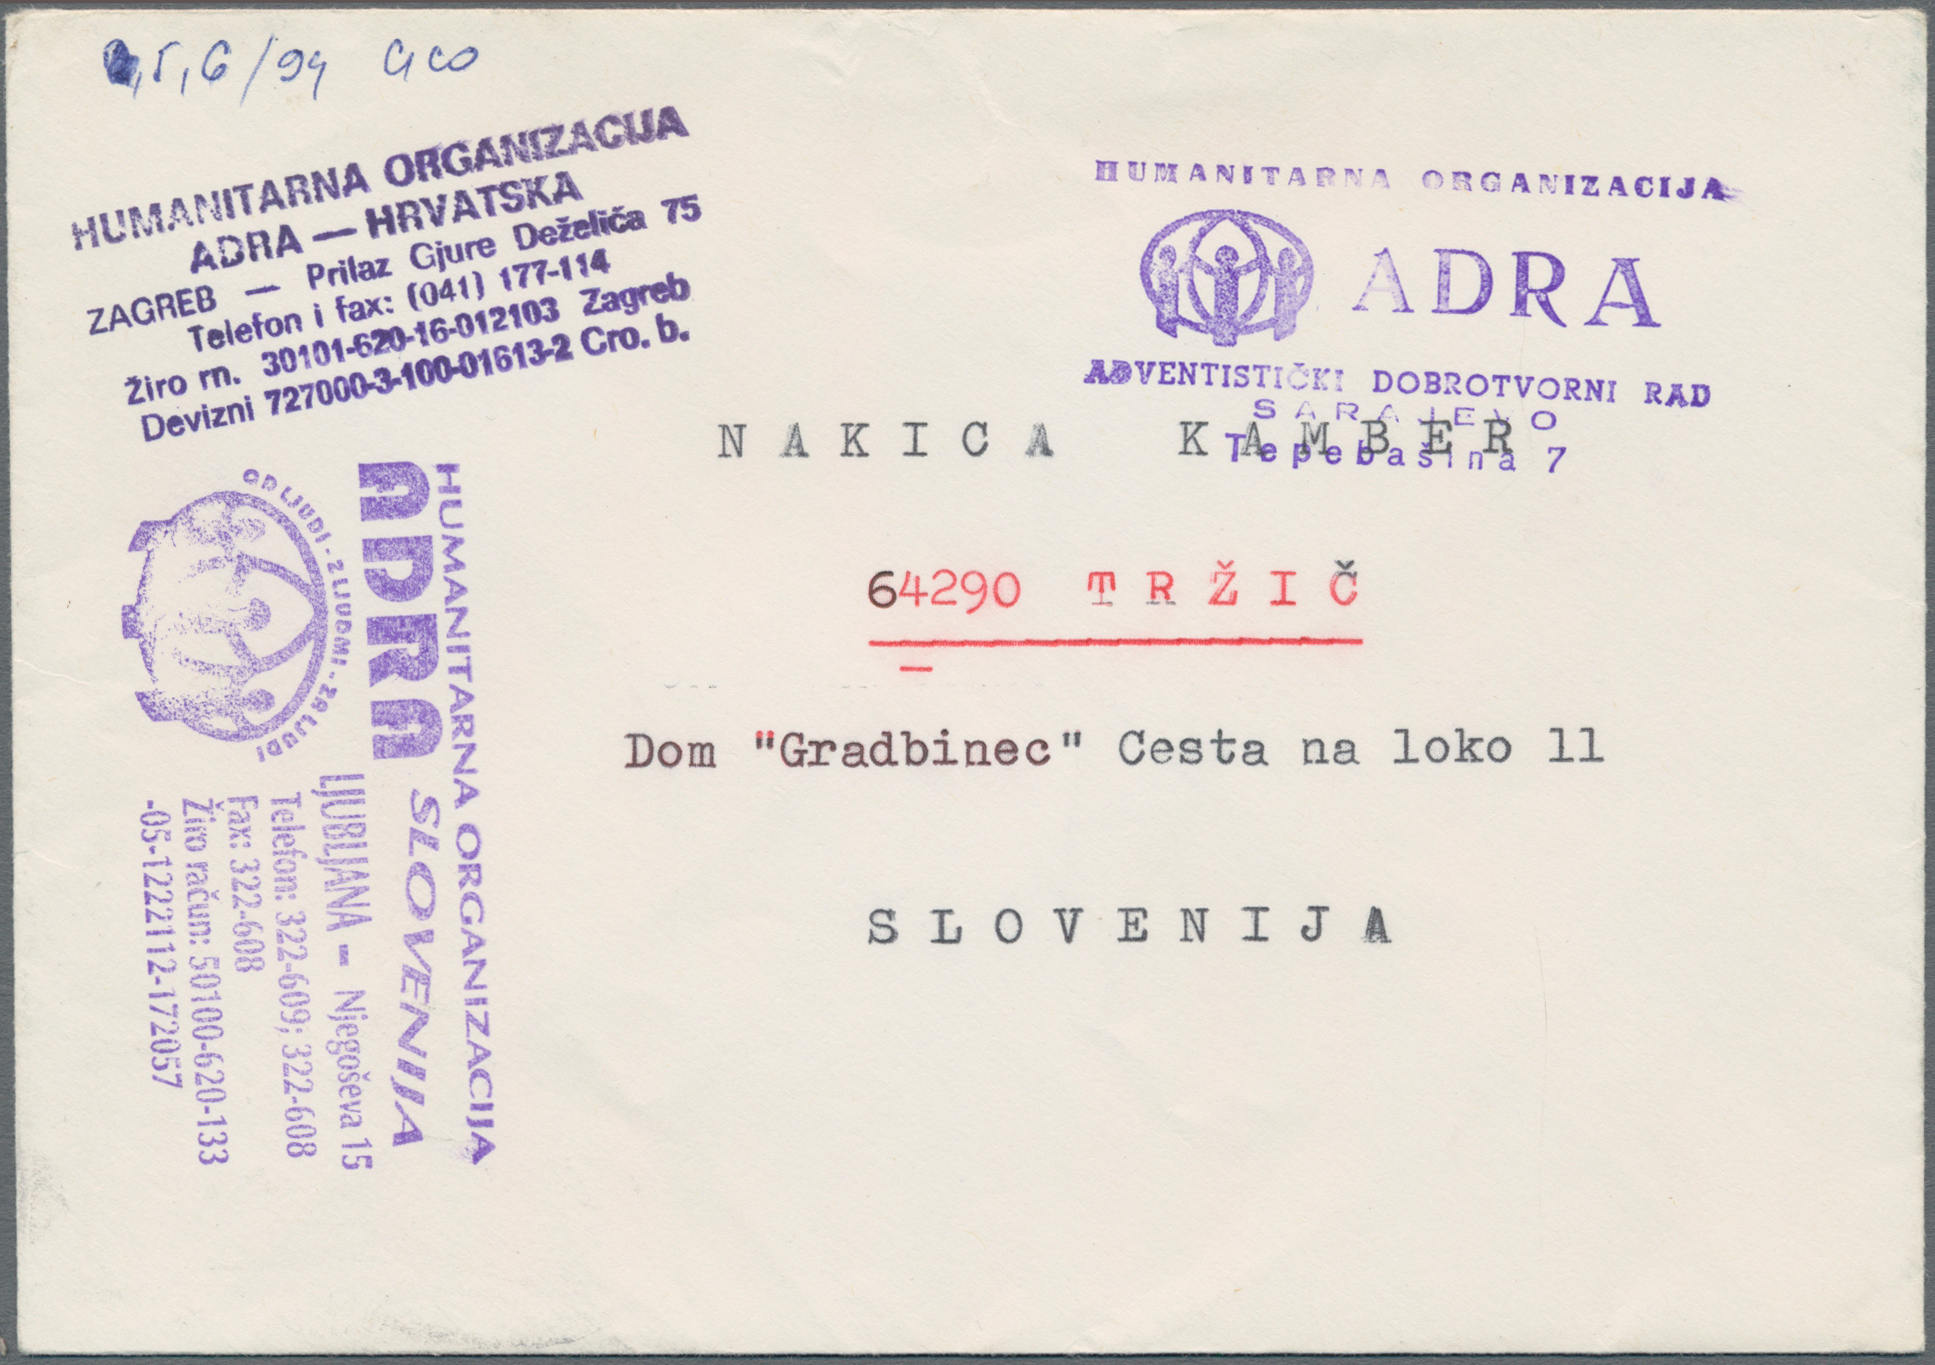 5,6/94
HUMANITARNA ORGANIZACIJA
ADRA — HRVATSKA
ZAGREB — Prilaz Gjure Deželića 75
Telefon i fax: (041) 177-114
Žiro rn. 30101-620-16-012103 Zagreb
Devizni 727000-3-100-01613-2 Cro. b.
HUMANITARNA ORGANIZACIJA
ADRA
ADVENTISTIČKI DOBROTVORNI RAD
SARAJEVO
Tepebašina 7
NAKICA KAMBER
64290 TRŽIČ
Dom "Gradbinec" Cesta na loko 11
SLOVENIJA
HUMANITARNA ORGANIZACIJA
ADRA SLOVENIJA
OD LJUDI - Z LJUDMI - ZA LJUDI
LJUBLJANA – Njegoševa 15
Telefon: 322-609; 322-608
Fax: 322-608
Žiro račun: 50100-620-133
-05-1222112-172057